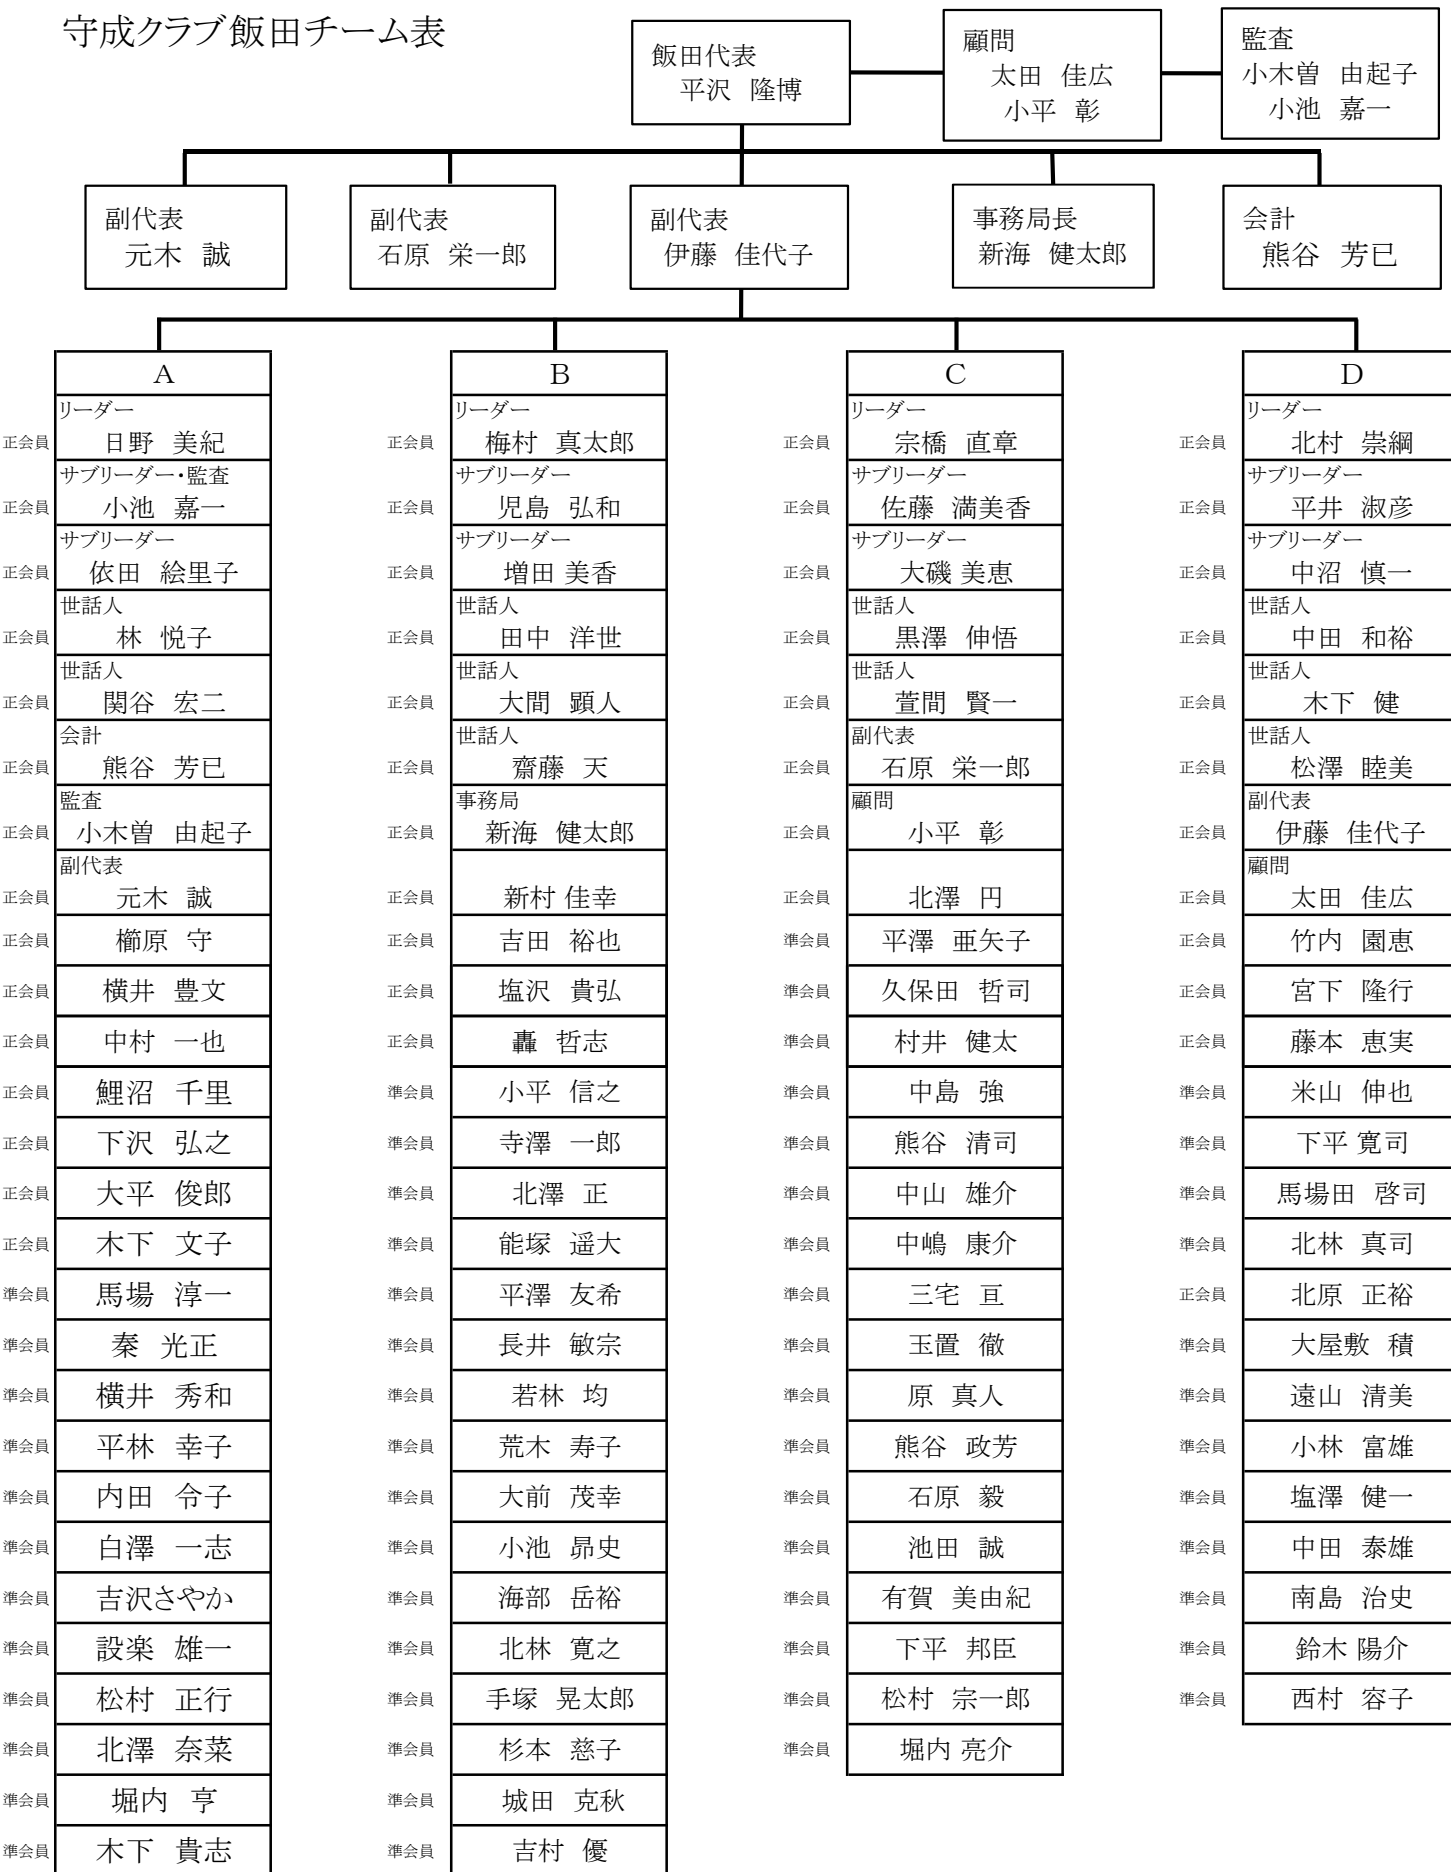 守成クラブ飯田チーム表
飯田代表
平沢 隆博
顧問
太田 佳広
小平 彰
監査
小木曽 由起子
小池 嘉一
副代表
元木 誠
副代表
石原 栄一郎
副代表
伊藤 佳代子
事務局長
新海 健太郎
会計
熊谷 芳已
A
リーダー
正会員 日野 美紀
サブリーダー・監査
正会員 小池 嘉一
サブリーダー
正会員 依田 絵里子
世話人
正会員 林 悦子
世話人
正会員 関谷 宏二
会計
正会員 熊谷 芳已
監査
正会員 小木曽 由起子
副代表
正会員 元木 誠
正会員 櫛原 守
正会員 横井 豊文
正会員 中村 一也
正会員 鯉沼 千里
正会員 下沢 弘之
正会員 大平 俊郎
正会員 木下 文子
準会員 馬場 淳一
準会員 秦 光正
準会員 横井 秀和
準会員 平林 幸子
準会員 内田 令子
準会員 白澤 一志
準会員 吉沢さやか
準会員 設楽 雄一
準会員 松村 正行
準会員 北澤 奈菜
準会員 堀内 亨
準会員 木下 貴志
B
リーダー
正会員 梅村 真太郎
サブリーダー
正会員 児島 弘和
サブリーダー
正会員 増田 美香
世話人
正会員 田中 洋世
世話人
正会員 大間 顕人
世話人
正会員 齋藤 天
事務局
正会員 新海 健太郎
正会員 新村 佳幸
正会員 吉田 裕也
正会員 塩沢 貴弘
正会員 轟 哲志
準会員 小平 信之
準会員 寺澤 一郎
準会員 北澤 正
準会員 能塚 遥大
準会員 平澤 友希
準会員 長井 敏宗
準会員 若林 均
準会員 荒木 寿子
準会員 大前 茂幸
準会員 小池 昴史
準会員 海部 岳裕
準会員 北林 寛之
準会員 手塚 晃太郎
準会員 杉本 慈子
準会員 城田 克秋
準会員 吉村 優
C
リーダー
正会員 宗橋 直章
サブリーダー
正会員 佐藤 満美香
サブリーダー
正会員 大磯 美恵
世話人
正会員 黒澤 伸悟
世話人
正会員 萱間 賢一
副代表
正会員 石原 栄一郎
顧問
正会員 小平 彰
正会員 北澤 円
準会員 平澤 亜矢子
準会員 久保田 哲司
準会員 村井 健太
準会員 中島 強
準会員 熊谷 清司
準会員 中山 雄介
準会員 中嶋 康介
準会員 三宅 亘
準会員 玉置 徹
準会員 原 真人
準会員 熊谷 政芳
準会員 石原 毅
準会員 池田 誠
準会員 有賀 美由紀
準会員 下平 邦臣
準会員 松村 宗一郎
準会員 堀内 亮介
D
リーダー
正会員 北村 崇綱
サブリーダー
正会員 平井 淑彦
サブリーダー
正会員 中沼 慎一
世話人
正会員 中田 和裕
世話人
正会員 木下 健
世話人
正会員 松澤 睦美
副代表
正会員 伊藤 佳代子
顧問
正会員 太田 佳広
正会員 竹内 園恵
正会員 宮下 隆行
正会員 藤本 恵実
準会員 米山 伸也
準会員 下平 寛司
準会員 馬場田 啓司
準会員 北林 真司
正会員 北原 正裕
準会員 大屋敷 積
準会員 遠山 清美
準会員 小林 富雄
準会員 塩澤 健一
準会員 中田 泰雄
準会員 南島 治史
準会員 鈴木 陽介
準会員 西村 容子